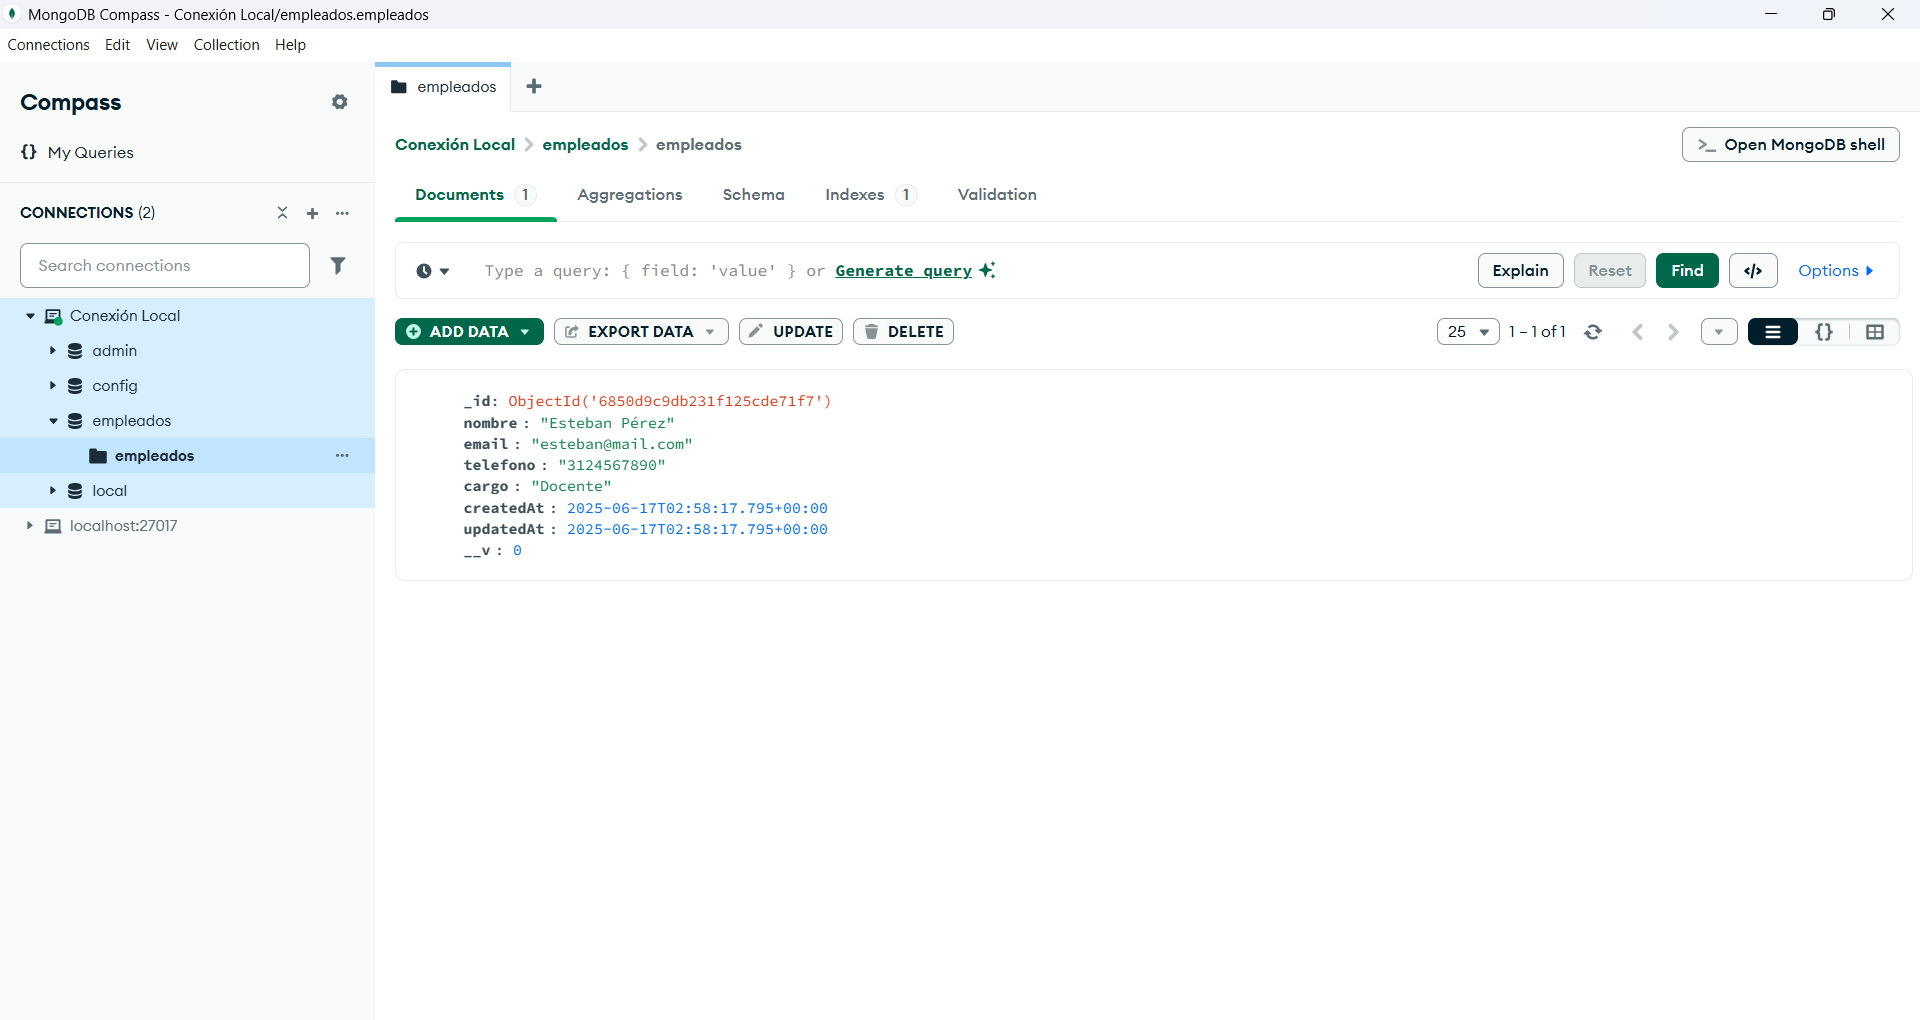 MongoDB Compass - Conexión Local/empleados.empleados
Connections Edit View Collection Help
Compass
{} My Queries
CONNECTIONS (2)
Search connections
Conexión Local
admin
config
empleados
empleados
local
localhost:27017
empleados
Conexión Local > empleados > empleados
>_ Open MongoDB shell
Documents 1 Aggregations Schema Indexes 1 Validation
Type a query: { field: 'value' } or Generate query
Explain Reset Find </> Options
ADD DATA EXPORT DATA UPDATE DELETE
25 1 – 1 of 1 {}
_id: ObjectId('6850d9c9db231f125cde71f7')
nombre : "Esteban Pérez"
email : "esteban@mail.com"
telefono : "3124567890"
cargo : "Docente"
createdAt : 2025-06-17T02:58:17.795+00:00
updatedAt : 2025-06-17T02:58:17.795+00:00
__v : 0